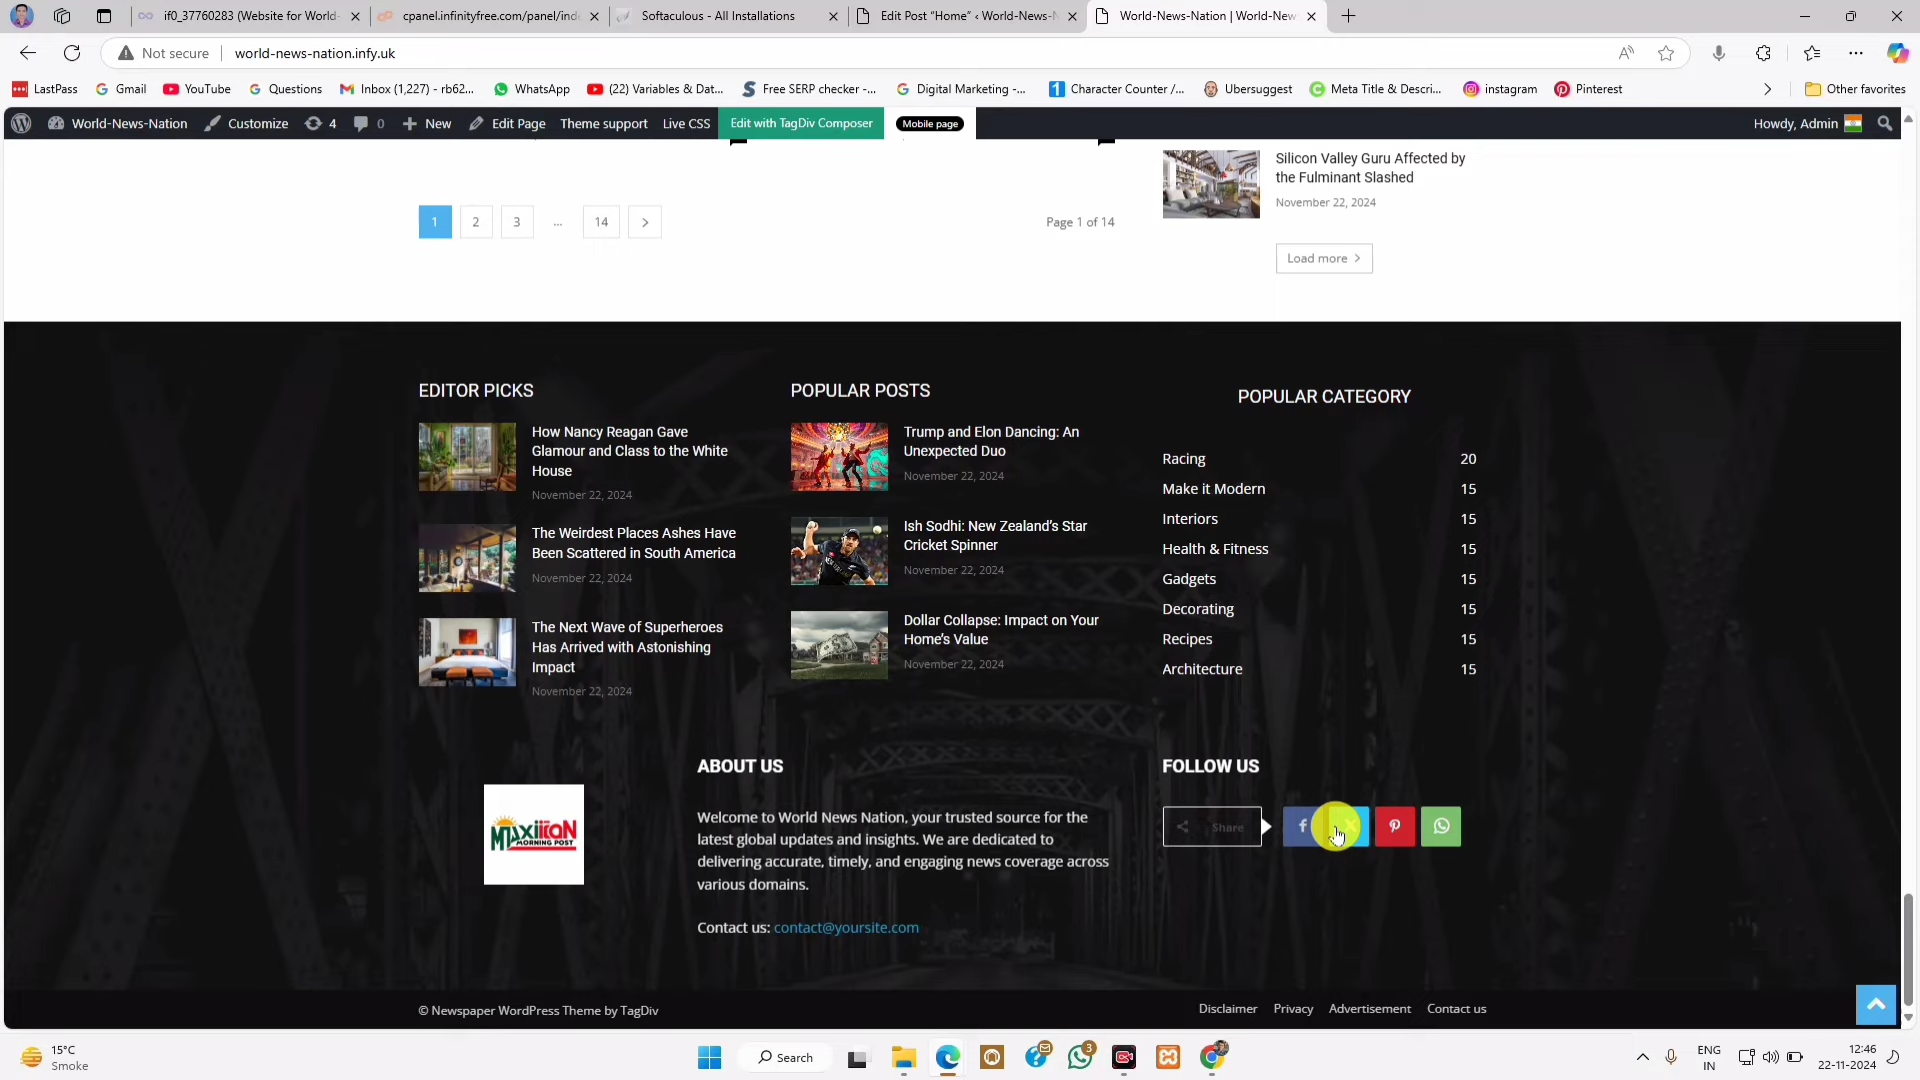 if0_37760283 (Website for World-
cpanel.infinityfree.com/panel/ind
Softaculous - All Installations
Edit Post “Home” ‹ World-News-N
World-News-Nation | World-New
Not secure
world-news-nation.infy.uk
LastPass
Gmail
YouTube
Questions
Inbox (1,227) - rb62...
WhatsApp
(22) Variables & Dat...
Free SERP checker -...
Digital Marketing -...
Character Counter /...
Ubersuggest
Meta Title & Descri...
instagram
Pinterest
Other favorites
World-News-Nation
Customize
4
0
New
Edit Page
Theme support
Live CSS
Edit with TagDiv Composer
Mobile page
Howdy, Admin
Silicon Valley Guru Affected by
the Fulminant Slashed
November 22, 2024
1
2
3
...
14
Page 1 of 14
Load more
EDITOR PICKS
How Nancy Reagan Gave
Glamour and Class to the White
House
November 22, 2024
The Weirdest Places Ashes Have
Been Scattered in South America
November 22, 2024
The Next Wave of Superheroes
Has Arrived with Astonishing
Impact
November 22, 2024
POPULAR POSTS
Trump and Elon Dancing: An
Unexpected Duo
November 22, 2024
Ish Sodhi: New Zealand’s Star
Cricket Spinner
November 22, 2024
Dollar Collapse: Impact on Your
Home’s Value
November 22, 2024
POPULAR CATEGORY
Racing 20
Make it Modern 15
Interiors 15
Health & Fitness 15
Gadgets 15
Decorating 15
Recipes 15
Architecture 15
MAXIICON
MORNING POST
ABOUT US
Welcome to World News Nation, your trusted source for the
latest global updates and insights. We are dedicated to
delivering accurate, timely, and engaging news coverage across
various domains.
Contact us: contact@yoursite.com
FOLLOW US
Share
© Newspaper WordPress Theme by TagDiv
Disclaimer
Privacy
Advertisement
Contact us
15°C
Smoke
Search
3
ENG
IN
12:46
22-11-2024